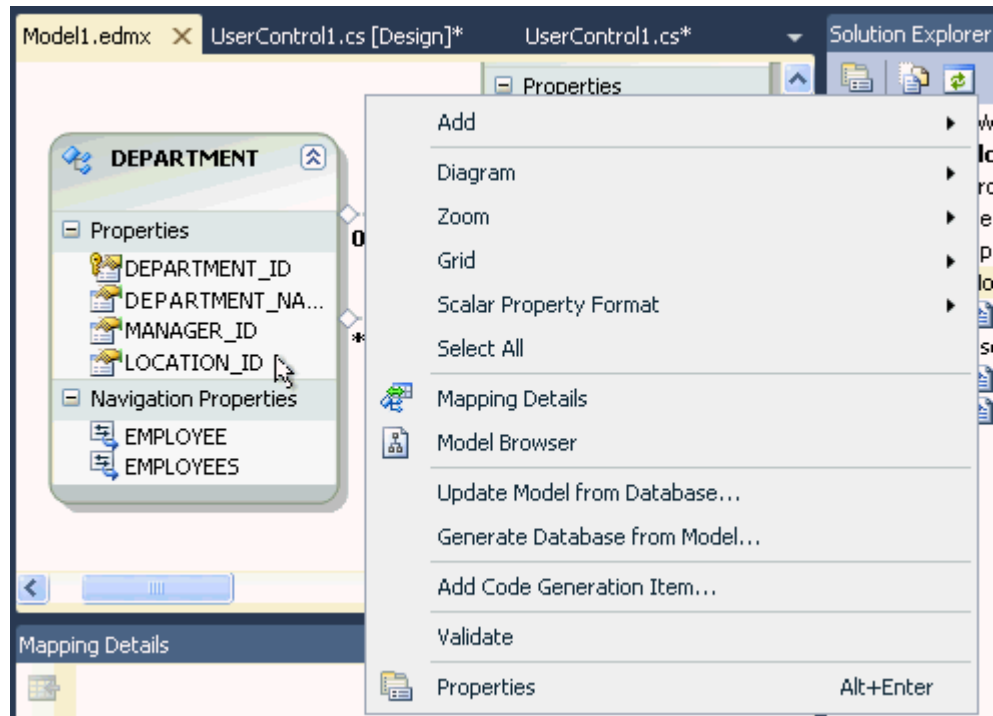 Model1.edmx UserControl1.cs [Design]* UserControl1.cs* Solution Explorer
Properties
DEPARTMENT
Properties
DEPARTMENT_ID
DEPARTMENT_NA...
MANAGER_ID
LOCATION_ID
Navigation Properties
EMPLOYEE
EMPLOYEES
0
*
Add
Diagram
Zoom
Grid
Scalar Property Format
Select All
Mapping Details
Model Browser
Update Model from Database...
Generate Database from Model...
Add Code Generation Item...
Validate
Properties Alt+Enter
Mapping Details